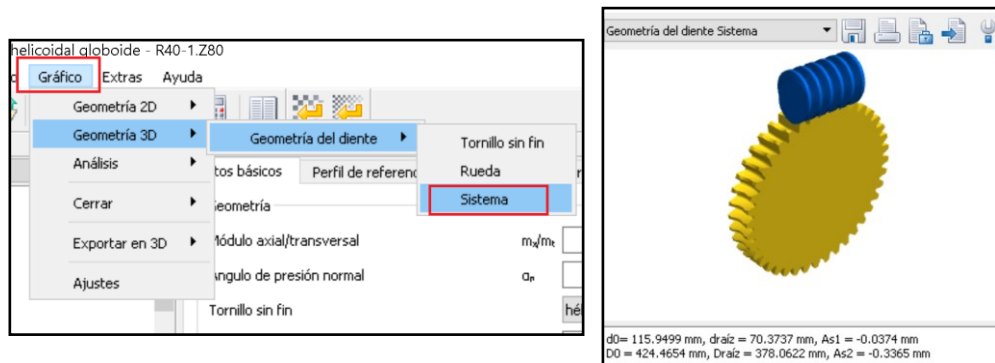 helicoidal globoide - R40-1.Z80
Gráfico Extras Ayuda
Geometría 2D
Geometría 3D
Geometría del diente
Tornillo sin fin
Análisis
tos básicos
Perfil de referenc
Rueda
Cerrar
Sistema
Geometría
Exportar en 3D
Módulo axial/transversal
mₓ/mₜ
Ángulo de presión normal
αₙ
Ajustes
Tornillo sin fin
hél
Geometría del diente Sistema
d0= 115.9499 mm, draíz = 70.3737 mm, As1 = -0.0374 mm
D0 = 424.4654 mm, Draíz = 378.0622 mm, As2 = -0.3365 mm